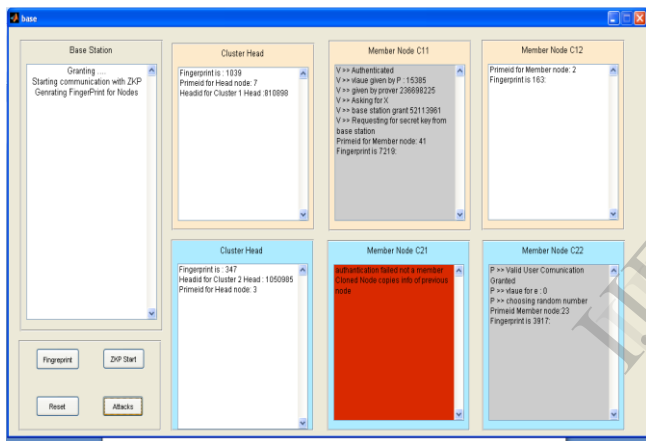 base
Base Station
Granting ....
Starting communication with ZKP
Genrating FingerPrint for Nodes
Cluster Head
Fingerprint is : 1039
Primeid for Head node: 7
Headid for Cluster 1 Head :810898
Member Node C11
V >> Authenticated
V >> vlaue given by P : 15385
V >> given by prover 236698225
V >> Asking for X
V >> base station grant 52113961
V >> Requesting for secret key from
base station
Primeid for Member node: 41
Fingerprint is 7219:
Member Node C12
Primeid for Member node: 2
Fingerprint is 163:
Cluster Head
Fingerprint is : 347
Headid for Cluster 2 Head : 1050985
Primeid for Head node: 3
Member Node C21
authentication failed not a member
Cloned Node copies info of previous
node
Member Node C22
P >> Valid User Comunication
Granted
P >> vlaue for e : 0
P >> choosing random number
Primeid Member node:23
Fingerprint is 3917:
Fingreprint
ZKP Start
Reset
Attacks